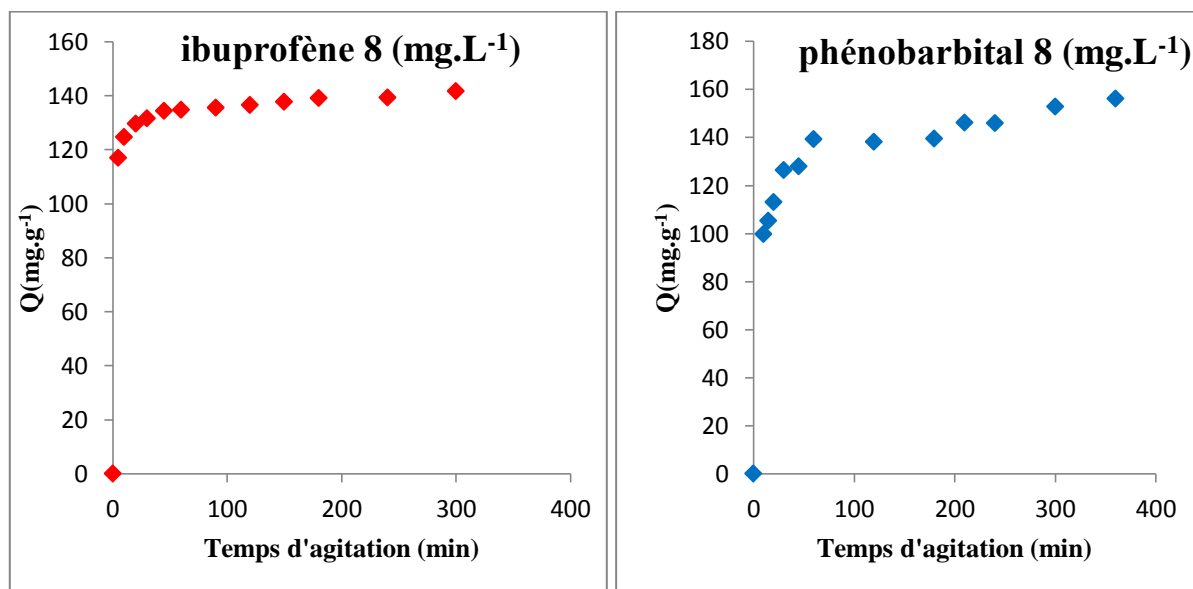 ibuprofène 8 (mg.L-1)
160
140
120
100
80
60
40
20
0
Q(mg.g-1)
0 100 200 300 400
Temps d'agitation (min)
phénobarbital 8 (mg.L-1)
180
160
140
120
100
80
60
40
20
0
Q(mg.g-1)
0 100 200 300 400
Temps d'agitation (min)